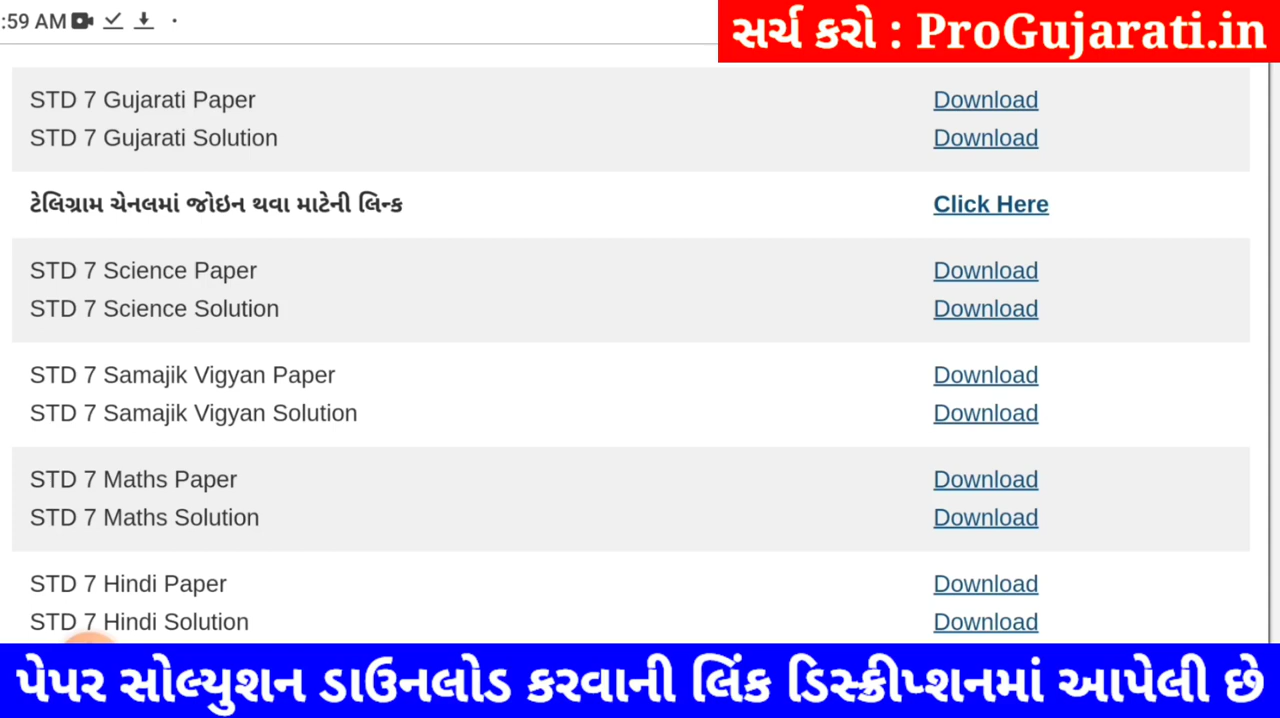 :59 AM
સર્ચ કરો : ProGujarati.in
STD 7 Gujarati Paper Download
STD 7 Gujarati Solution Download
ટેલિગ્રામ ચેનલમાં જોઇન થવા માટેની લિન્ક Click Here
STD 7 Science Paper Download
STD 7 Science Solution Download
STD 7 Samajik Vigyan Paper Download
STD 7 Samajik Vigyan Solution Download
STD 7 Maths Paper Download
STD 7 Maths Solution Download
STD 7 Hindi Paper Download
STD 7 Hindi Solution Download
પેપર સોલ્યુશન ડાઉનલોડ કરવાની લિંક ડિસ્ક્રીપ્શનમાં આપેલી છે